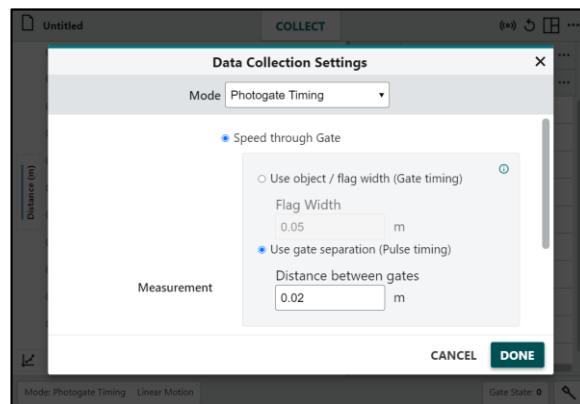 Untitled
COLLECT
Data Collection Settings
Mode
Photogate Timing
Speed through Gate
Use object / flag width (Gate timing)
Flag Width
0.05 m
Use gate separation (Pulse timing)
Distance between gates
Measurement
0.02 m
Distance (m)
CANCEL DONE
Mode: Photogate Timing Linear Motion Gate State: 0